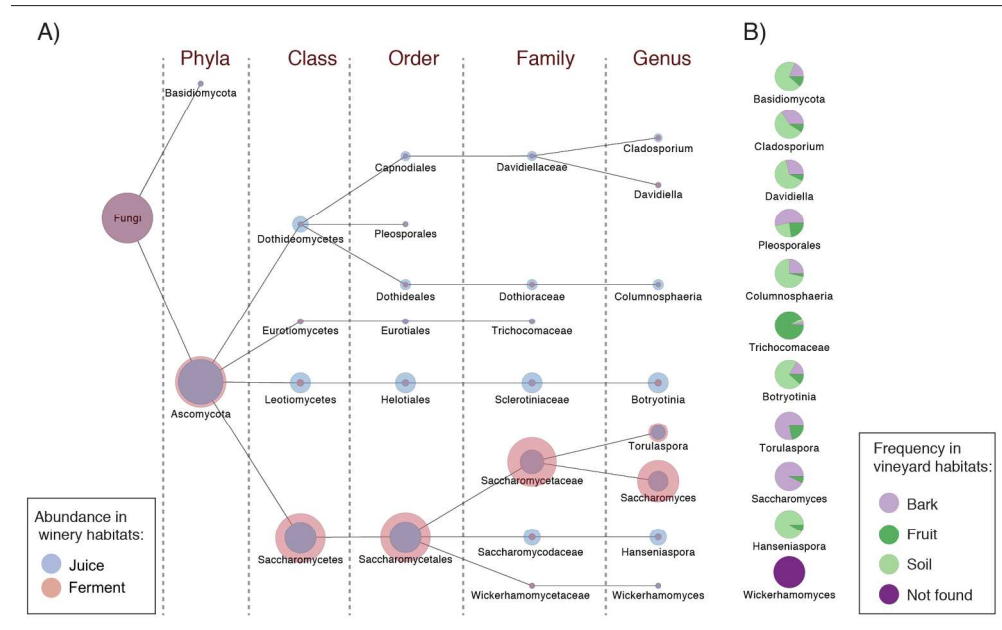 A)
B)
Phyla
Class
Order
Family
Genus
Basidiomycota
Cladosporium
Capnodiales
Davidiellaceae
Davidiella
Fungi
Dothideomycetes
Pleosporales
Dothideales
Dothioraceae
Columnosphaeria
Eurotiomycetes
Eurotiales
Trichocomaceae
Ascomycota
Leotiomycetes
Helotiales
Sclerotiniaceae
Botryotinia
Torulaspora
Saccharomycetaceae
Saccharomyces
Saccharomycetes
Saccharomycetales
Saccharomycodaceae
Hanseniaspora
Wickerhamomycetaceae
Wickerhamomyces
Abundance in
winery habitats:
Juice
Ferment
Basidiomycota
Cladosporium
Davidiella
Pleosporales
Columnosphaeria
Trichocomaceae
Botryotinia
Torulaspora
Saccharomyces
Hanseniaspora
Wickerhamomyces
Frequency in
vineyard habitats:
Bark
Fruit
Soil
Not found